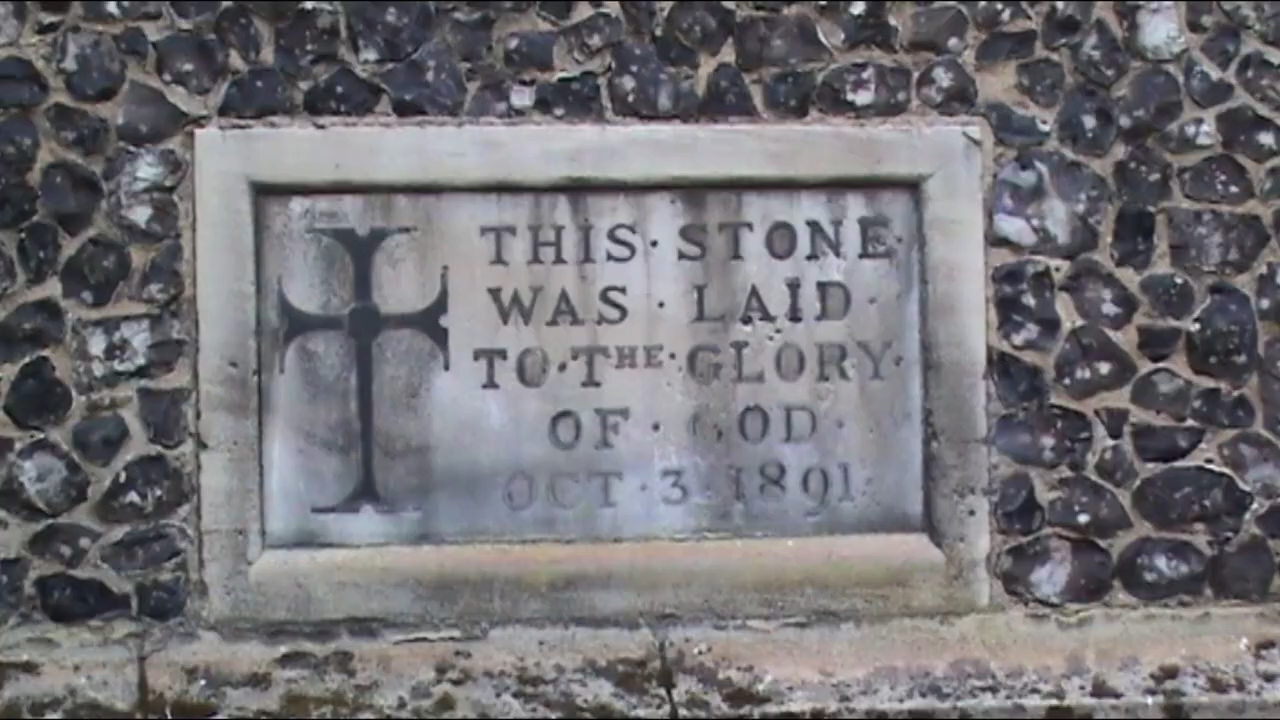 THIS · STONE ·
WAS · LAID ·
TO · THE · GLORY ·
OF · GOD ·
OCT · 3 · 1891 ·